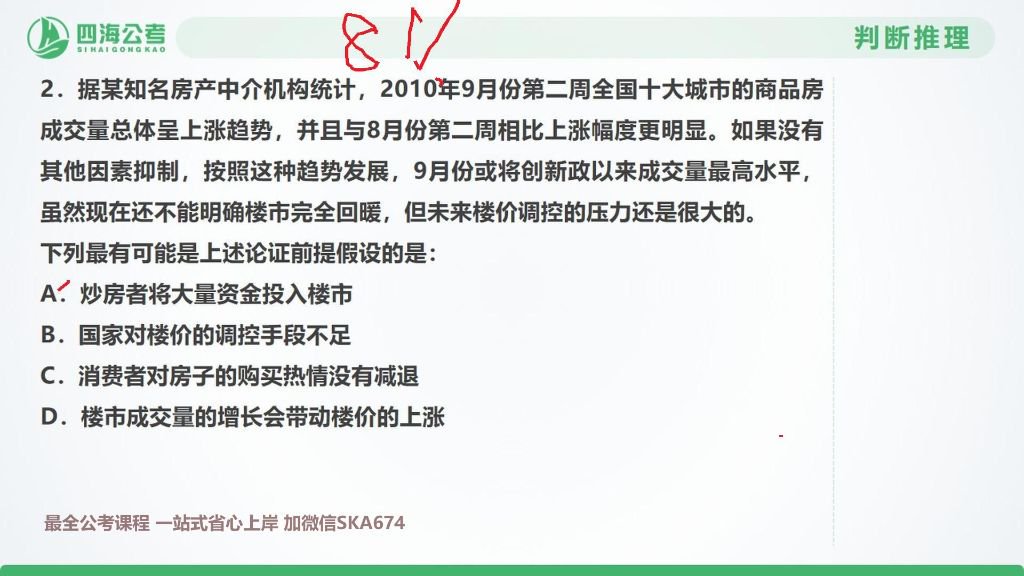 四海公考
SIHAIGONGKAO
判断推理
2. 据某知名房产中介机构统计，2010年9月份第二周全国十大城市的商品房
成交量总体呈上涨趋势，并且与8月份第二周相比上涨幅度更明显。如果没有
其他因素抑制，按照这种趋势发展，9月份或将创新政以来成交量最高水平，
虽然现在还不能明确楼市完全回暖，但未来楼价调控的压力还是很大的。
下列最有可能是上述论证前提假设的是：
A. 炒房者将大量资金投入楼市
B. 国家对楼价的调控手段不足
C. 消费者对房子的购买热情没有减退
D. 楼市成交量的增长会带动楼价的上涨
最全公考课程 一站式省心上岸 加微信SKA674